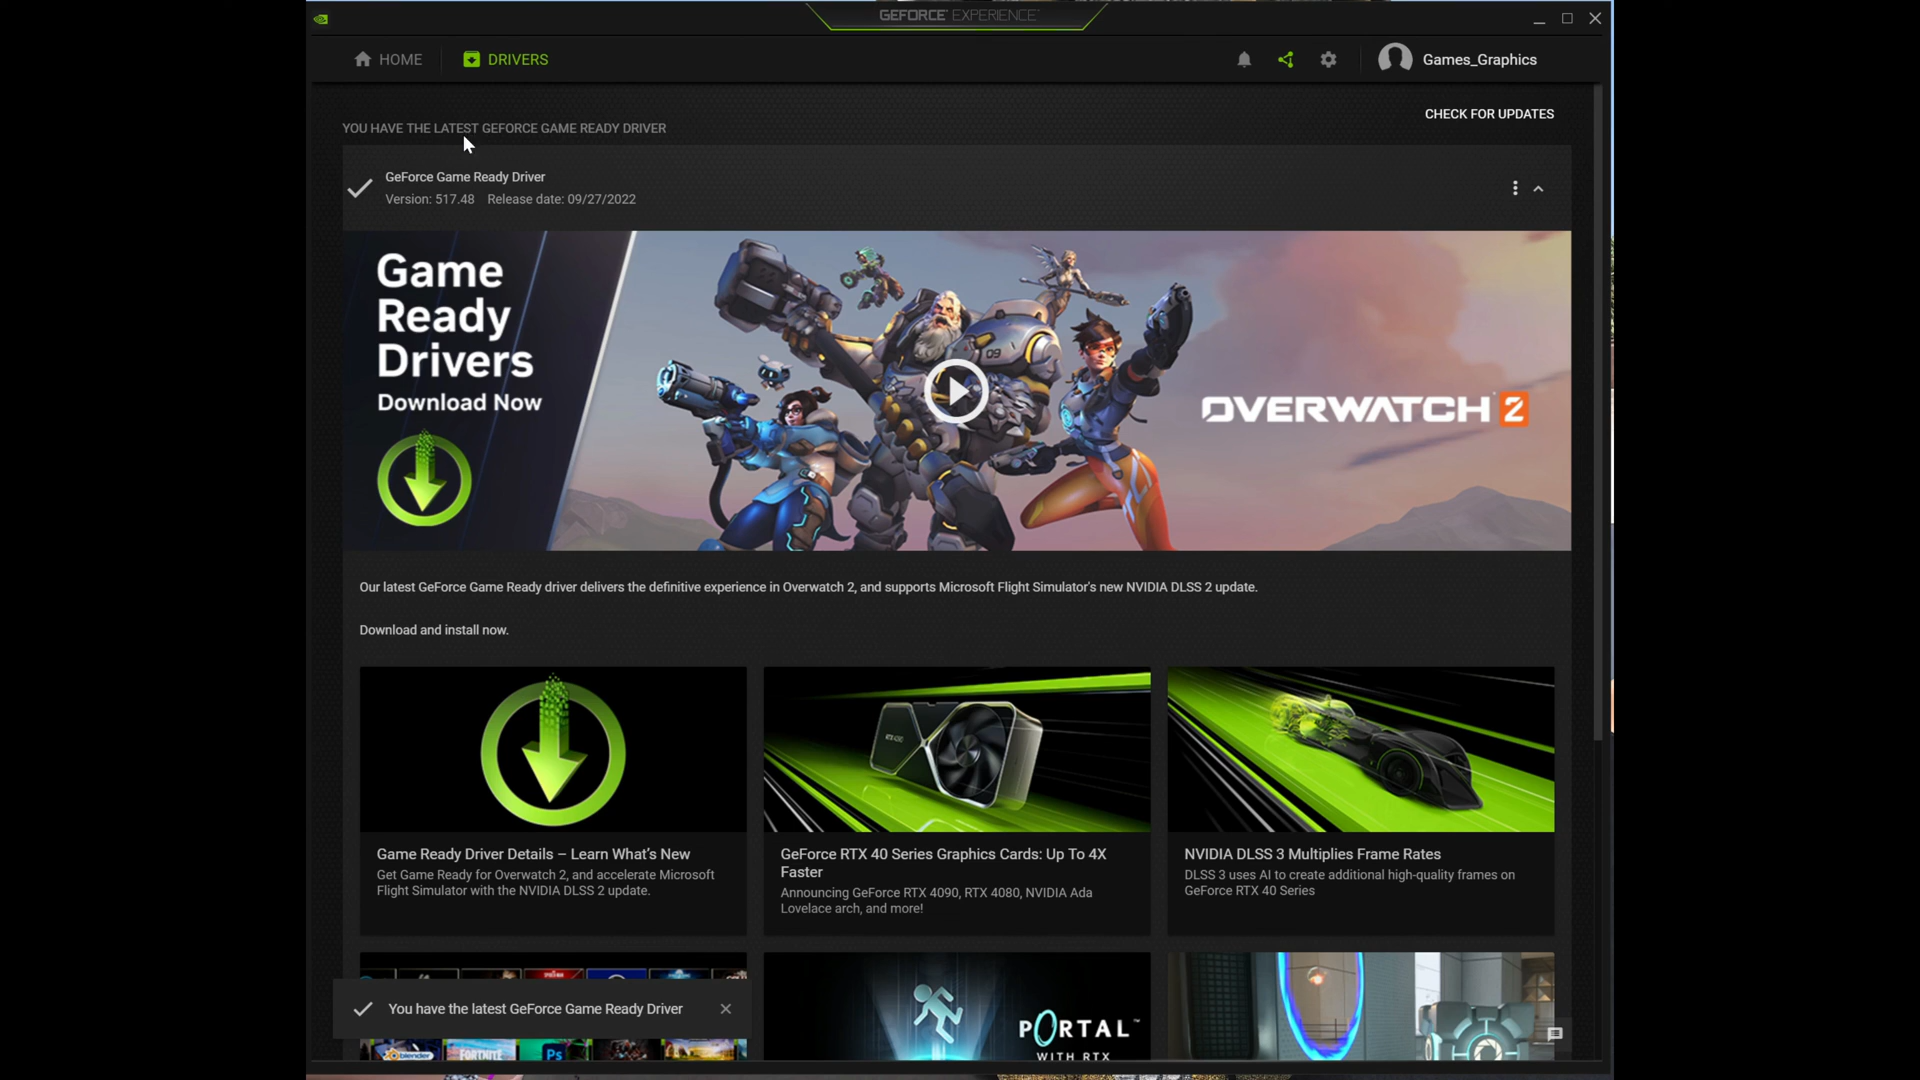 GEFORCE EXPERIENCE
HOME
DRIVERS
Games_Graphics
CHECK FOR UPDATES
YOU HAVE THE LATEST GEFORCE GAME READY DRIVER
GeForce Game Ready Driver
Version: 517.48 Release date: 09/27/2022
Game
Ready
Drivers
Download Now
09
OVERWATCH 2
Our latest GeForce Game Ready driver delivers the definitive experience in Overwatch 2, and supports Microsoft Flight Simulator's new NVIDIA DLSS 2 update.
Download and install now.
Game Ready Driver Details – Learn What's New
Get Game Ready for Overwatch 2, and accelerate Microsoft
Flight Simulator with the NVIDIA DLSS 2 update.
GeForce RTX 40 Series Graphics Cards: Up To 4X
Faster
Announcing GeForce RTX 4090, RTX 4080, NVIDIA Ada
Lovelace arch, and more!
NVIDIA DLSS 3 Multiplies Frame Rates
DLSS 3 uses AI to create additional high-quality frames on
GeForce RTX 40 Series
You have the latest GeForce Game Ready Driver
blender
FORTNITE
Ps
PORTAL™
WITH RTX